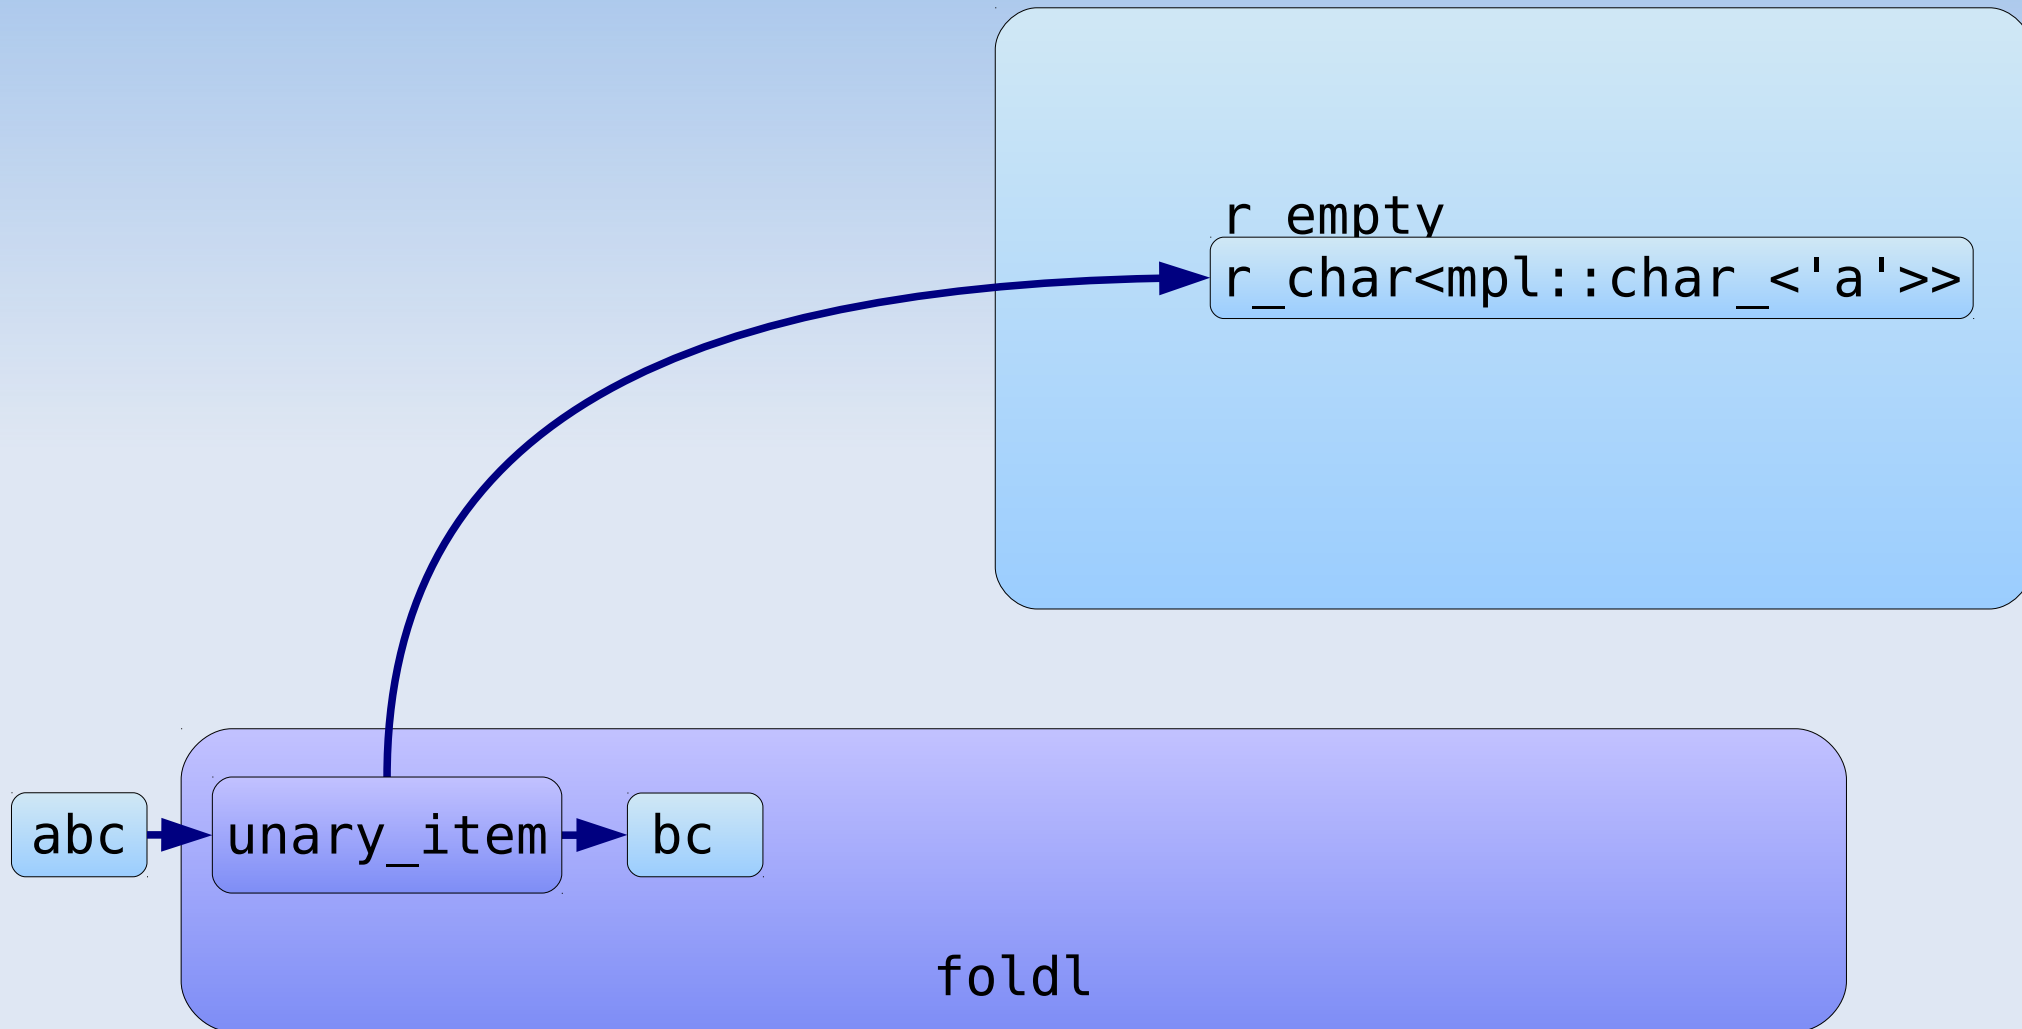 r_empty
r_char<mpl::char_<'a'>>
abc
unary_item
bc
foldl